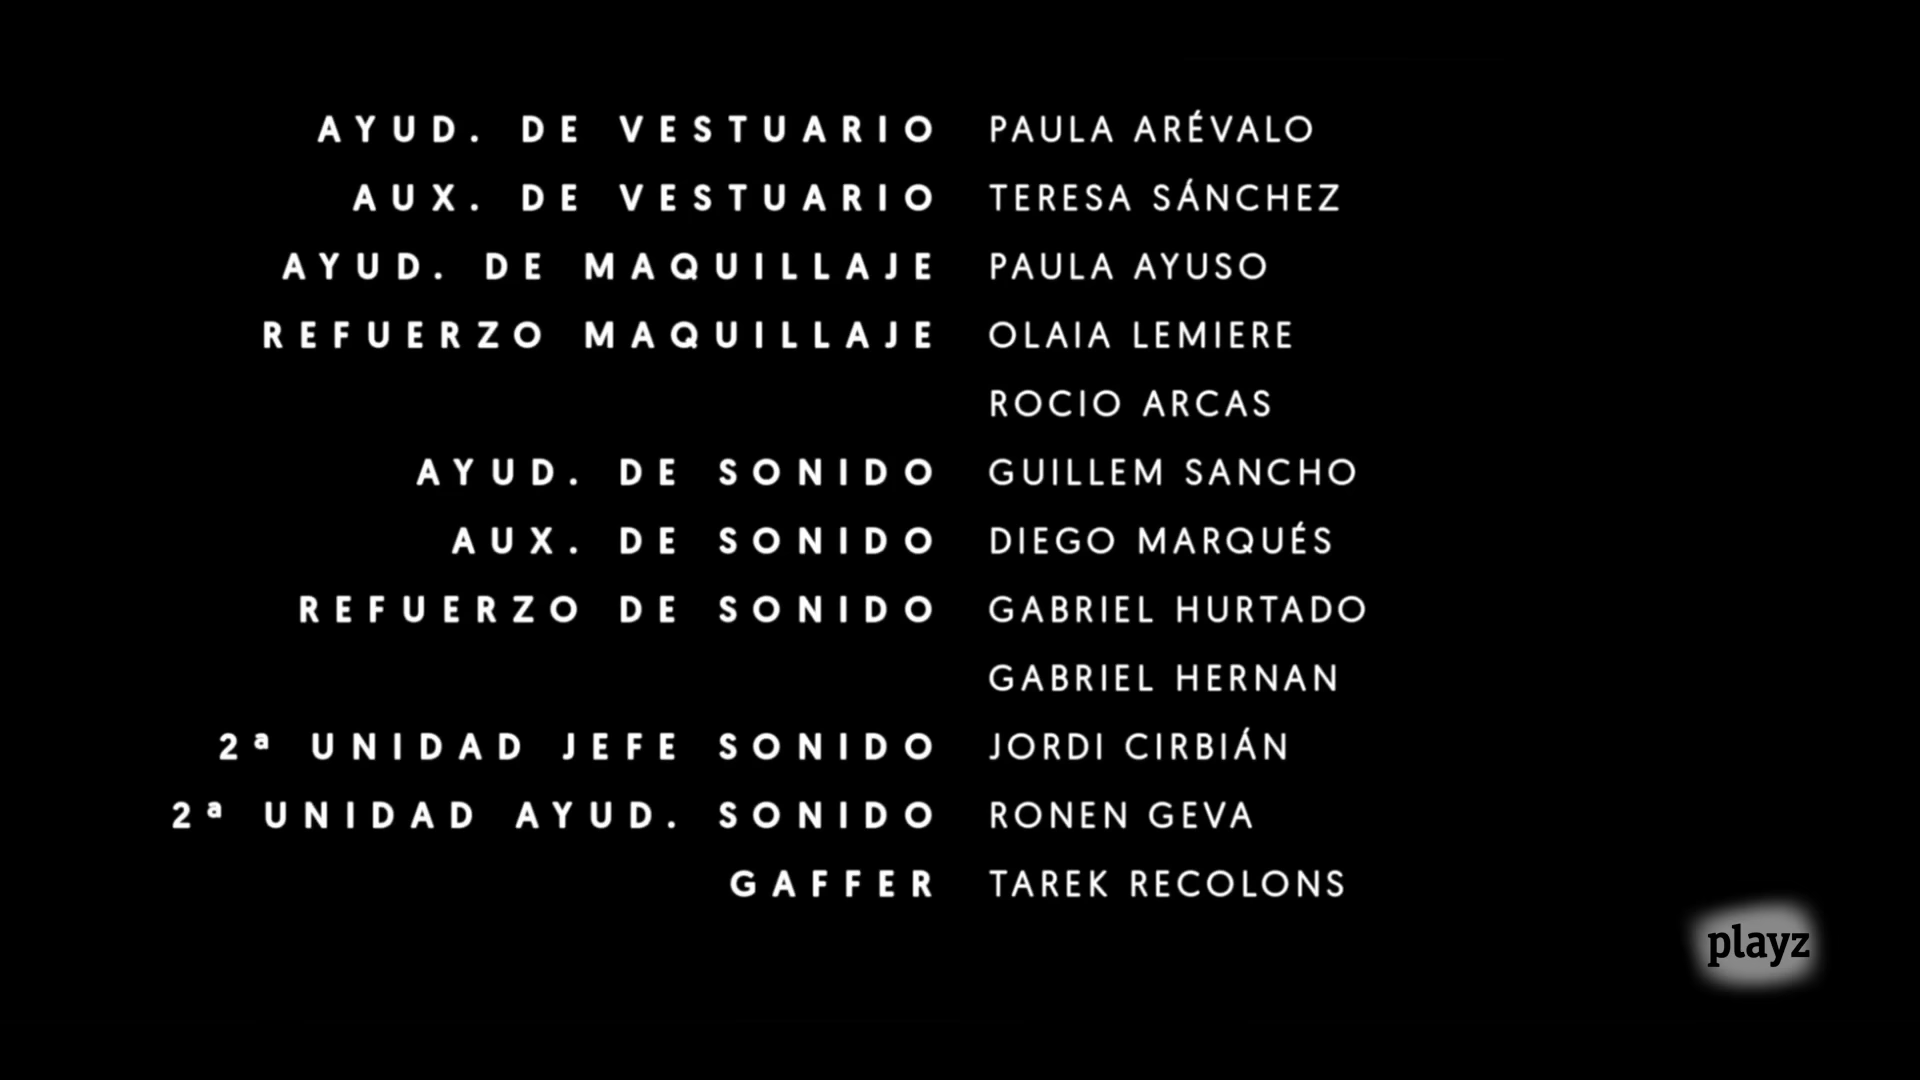 AYUD. DE VESTUARIO PAULA ARÉVALO
AUX. DE VESTUARIO TERESA SÁNCHEZ
AYUD. DE MAQUILLAJE PAULA AYUSO
REFUERZO MAQUILLAJE OLAIA LEMIERE
ROCIO ARCAS
AYUD. DE SONIDO GUILLEM SANCHO
AUX. DE SONIDO DIEGO MARQUÉS
REFUERZO DE SONIDO GABRIEL HURTADO
GABRIEL HERNAN
2ª UNIDAD JEFE SONIDO JORDI CIRBIÁN
2ª UNIDAD AYUD. SONIDO RONEN GEVA
GAFFER TAREK RECOLONS
playz